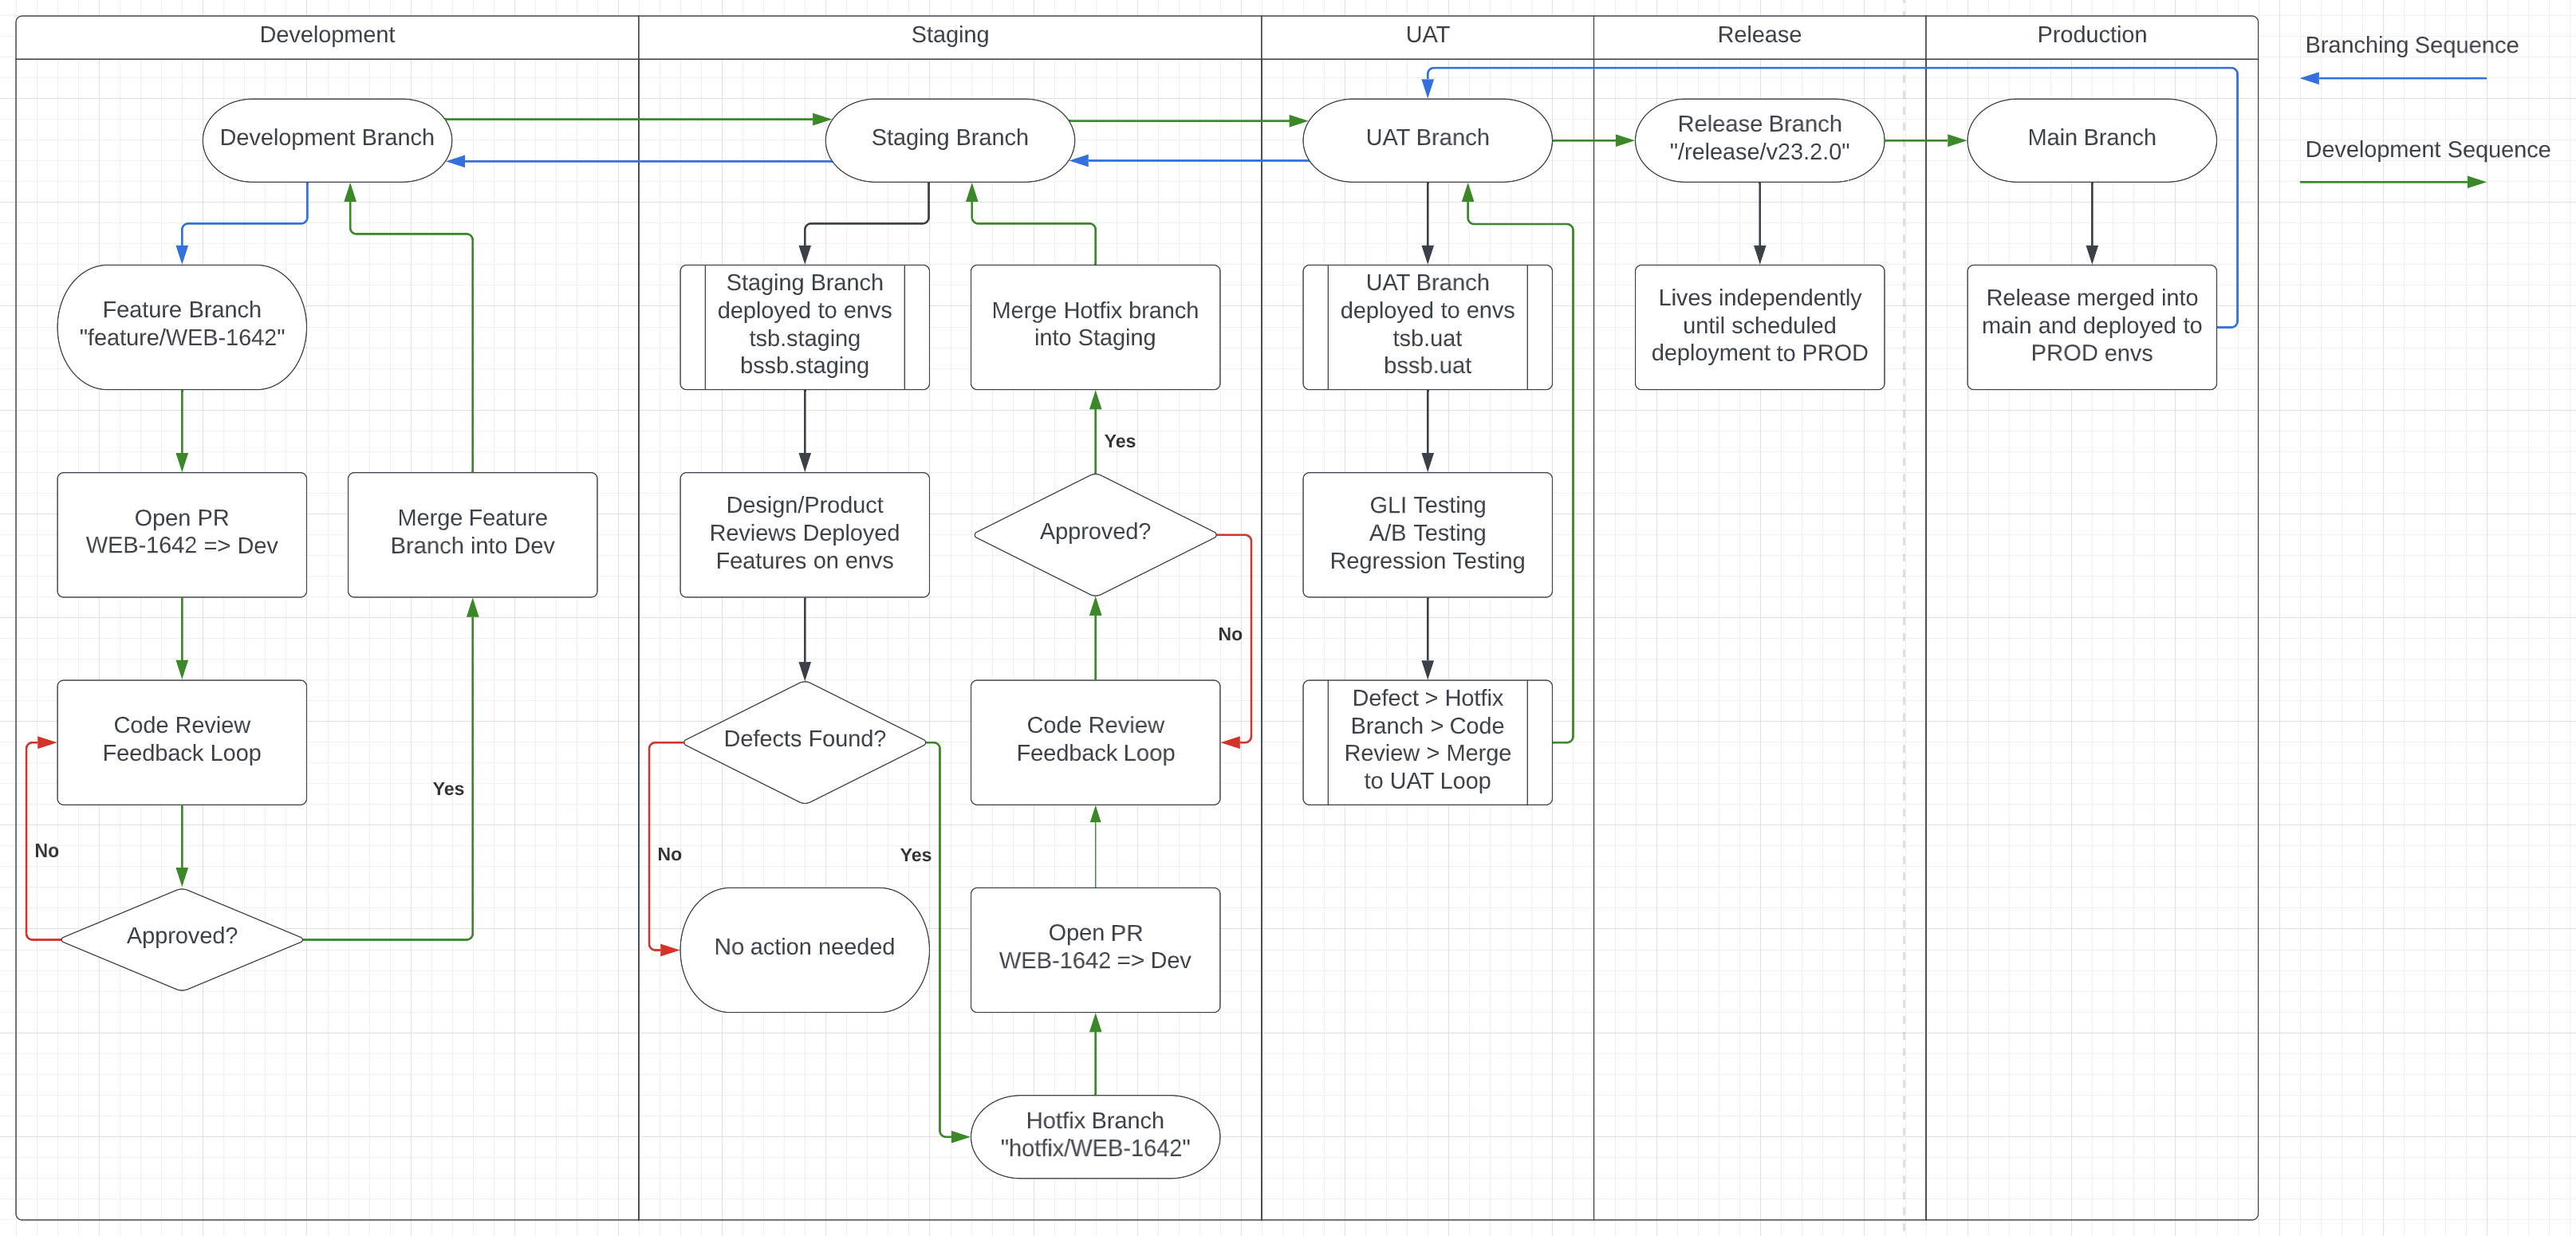 Development
Staging
UAT
Release
Production
Branching Sequence
Development Sequence
Development Branch
Staging Branch
UAT Branch
Release Branch
"/release/v23.2.0"
Main Branch
Feature Branch
"feature/WEB-1642"
Open PR
WEB-1642 => Dev
Code Review
Feedback Loop
No
Approved?
Yes
Merge Feature
Branch into Dev
Staging Branch
deployed to envs
tsb.staging
bssb.staging
Design/Product
Reviews Deployed
Features on envs
Defects Found?
No
No action needed
Yes
Hotfix Branch
"hotfix/WEB-1642"
Open PR
WEB-1642 => Dev
Code Review
Feedback Loop
No
Approved?
Yes
Merge Hotfix branch
into Staging
UAT Branch
deployed to envs
tsb.uat
bssb.uat
GLI Testing
A/B Testing
Regression Testing
Defect > Hotfix
Branch > Code
Review > Merge
to UAT Loop
Lives independently
until scheduled
deployment to PROD
Release merged into
main and deployed to
PROD envs